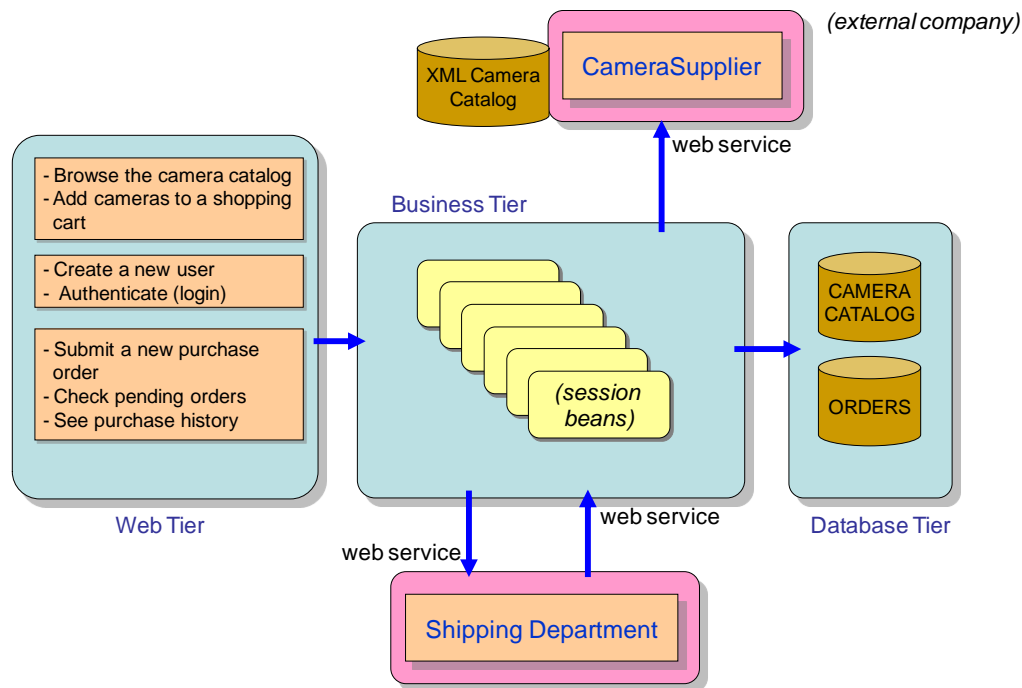 (external company)
CameraSupplier
XML Camera
Catalog
web service
- Browse the camera catalog
- Add cameras to a shopping
cart
- Create a new user
- Authenticate (login)
- Submit a new purchase
order
- Check pending orders
- See purchase history
Web Tier
Business Tier
(session
beans)
CAMERA
CATALOG
ORDERS
Database Tier
web service
web service
Shipping Department